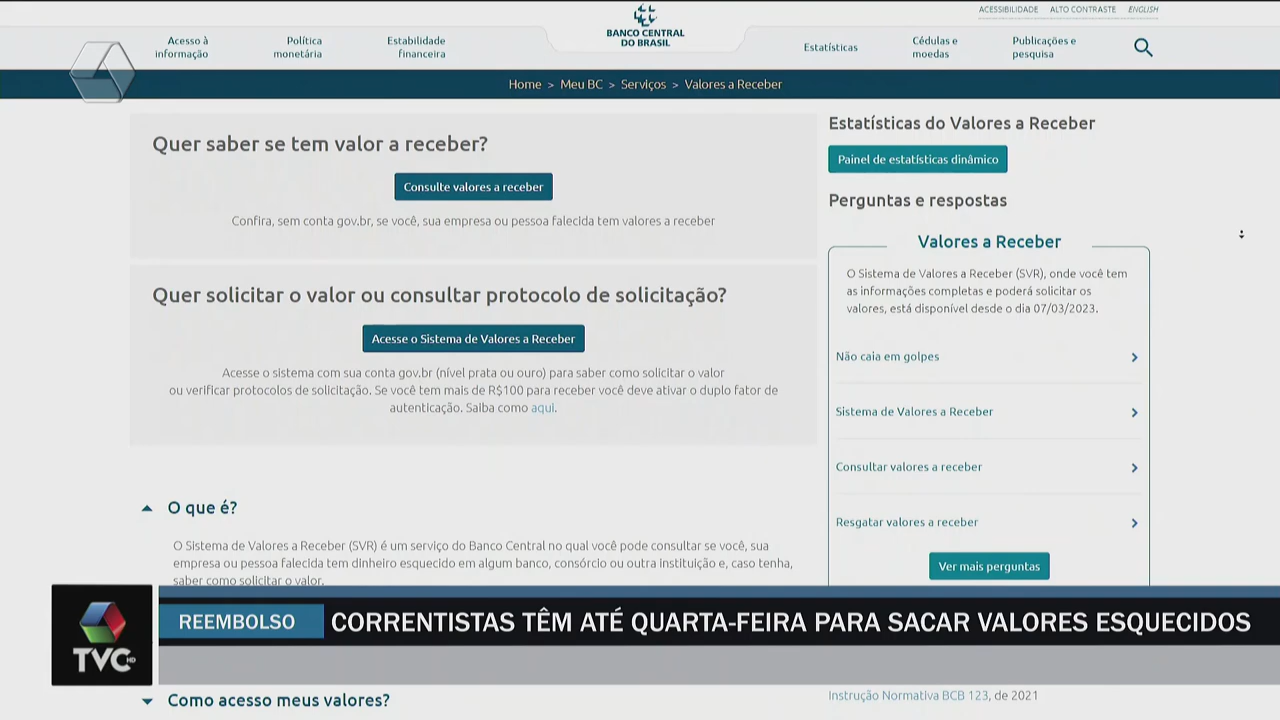 ACESSIBILIDADE ALTO CONTRASTE ENGLISH
BANCO CENTRAL
DO BRASIL
Acesso à
informação
Política
monetária
Estabilidade
financeira
Estatísticas
Cédulas e
moedas
Publicações e
pesquisa
Home > Meu BC > Serviços > Valores a Receber
Quer saber se tem valor a receber?
Consulte valores a receber
Confira, sem conta gov.br, se você, sua empresa ou pessoa falecida tem valores a receber
Quer solicitar o valor ou consultar protocolo de solicitação?
Acesse o Sistema de Valores a Receber
Acesse o sistema com sua conta gov.br (nível prata ou ouro) para saber como solicitar o valor
ou verificar protocolos de solicitação. Se você tem mais de R$100 para receber você deve ativar o duplo fator de
autenticação. Saiba como aqui.
O que é?
O Sistema de Valores a Receber (SVR) é um serviço do Banco Central no qual você pode consultar se você, sua
empresa ou pessoa falecida tem dinheiro esquecido em algum banco, consórcio ou outra instituição e, caso tenha,
saber como solicitar o valor.
Estatísticas do Valores a Receber
Painel de estatísticas dinâmico
Perguntas e respostas
Valores a Receber
O Sistema de Valores a Receber (SVR), onde você tem
as informações completas e poderá solicitar os
valores, está disponível desde o dia 07/03/2023.
Não caia em golpes
Sistema de Valores a Receber
Consultar valores a receber
Resgatar valores a receber
Ver mais perguntas
REEMBOLSO CORRENTISTAS TÊM ATÉ QUARTA-FEIRA PARA SACAR VALORES ESQUECIDOS
TVC HD
Como acesso meus valores?
Instrução Normativa BCB 123, de 2021